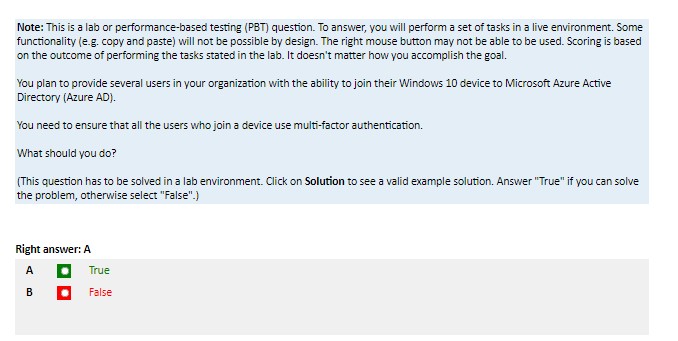 Note: This is a lab or performance-based testing (PBT) question. To answer, you will perform a set of tasks in a live environment. Some
functionality (e.g. copy and paste) will not be possible by design. The right mouse button may not be able to be used. Scoring is based
on the outcome of performing the tasks stated in the lab. It doesn't matter how you accomplish the goal.
You plan to provide several users in your organization with the ability to join their Windows 10 device to Microsoft Azure Active
Directory (Azure AD).
You need to ensure that all the users who join a device use multi-factor authentication.
What should you do?
(This question has to be solved in a lab environment. Click on Solution to see a valid example solution. Answer "True" if you can solve
the problem, otherwise select "False".)
Right answer: A
A True
B False